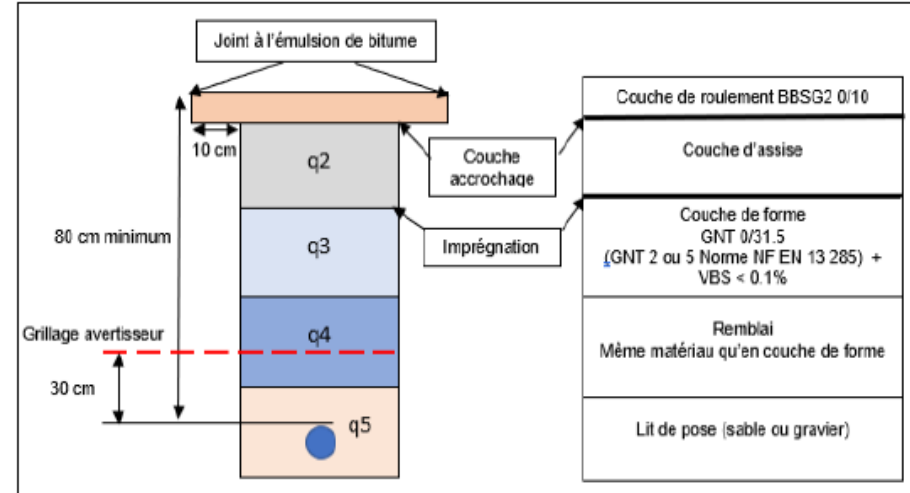 Joint à l'émulsion de bitume
10 cm
q2
Couche
accrochage
80 cm minimum
q3
Imprégnation
Grillage avertisseur
q4
30 cm
q5
Couche de roulement BBSG2 0/10
Couche d'assise
Couche de forme
GNT 0/31.5
(GNT 2 ou 5 Norme NF EN 13 285) +
VBS < 0.1%
Remblai
Même matériau qu'en couche de forme
Lit de pose (sable ou gravier)